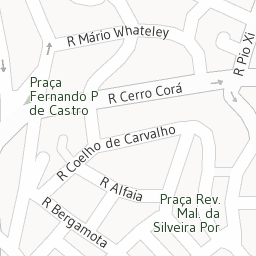 R Mário Whateley
R Pio XI
Praça
Fernando P
de Castro
R Cerro Corá
R Coelho de Carvalho
R Alfaia
Praça Rev.
Mal. da
Silveira Por
R Bergamota